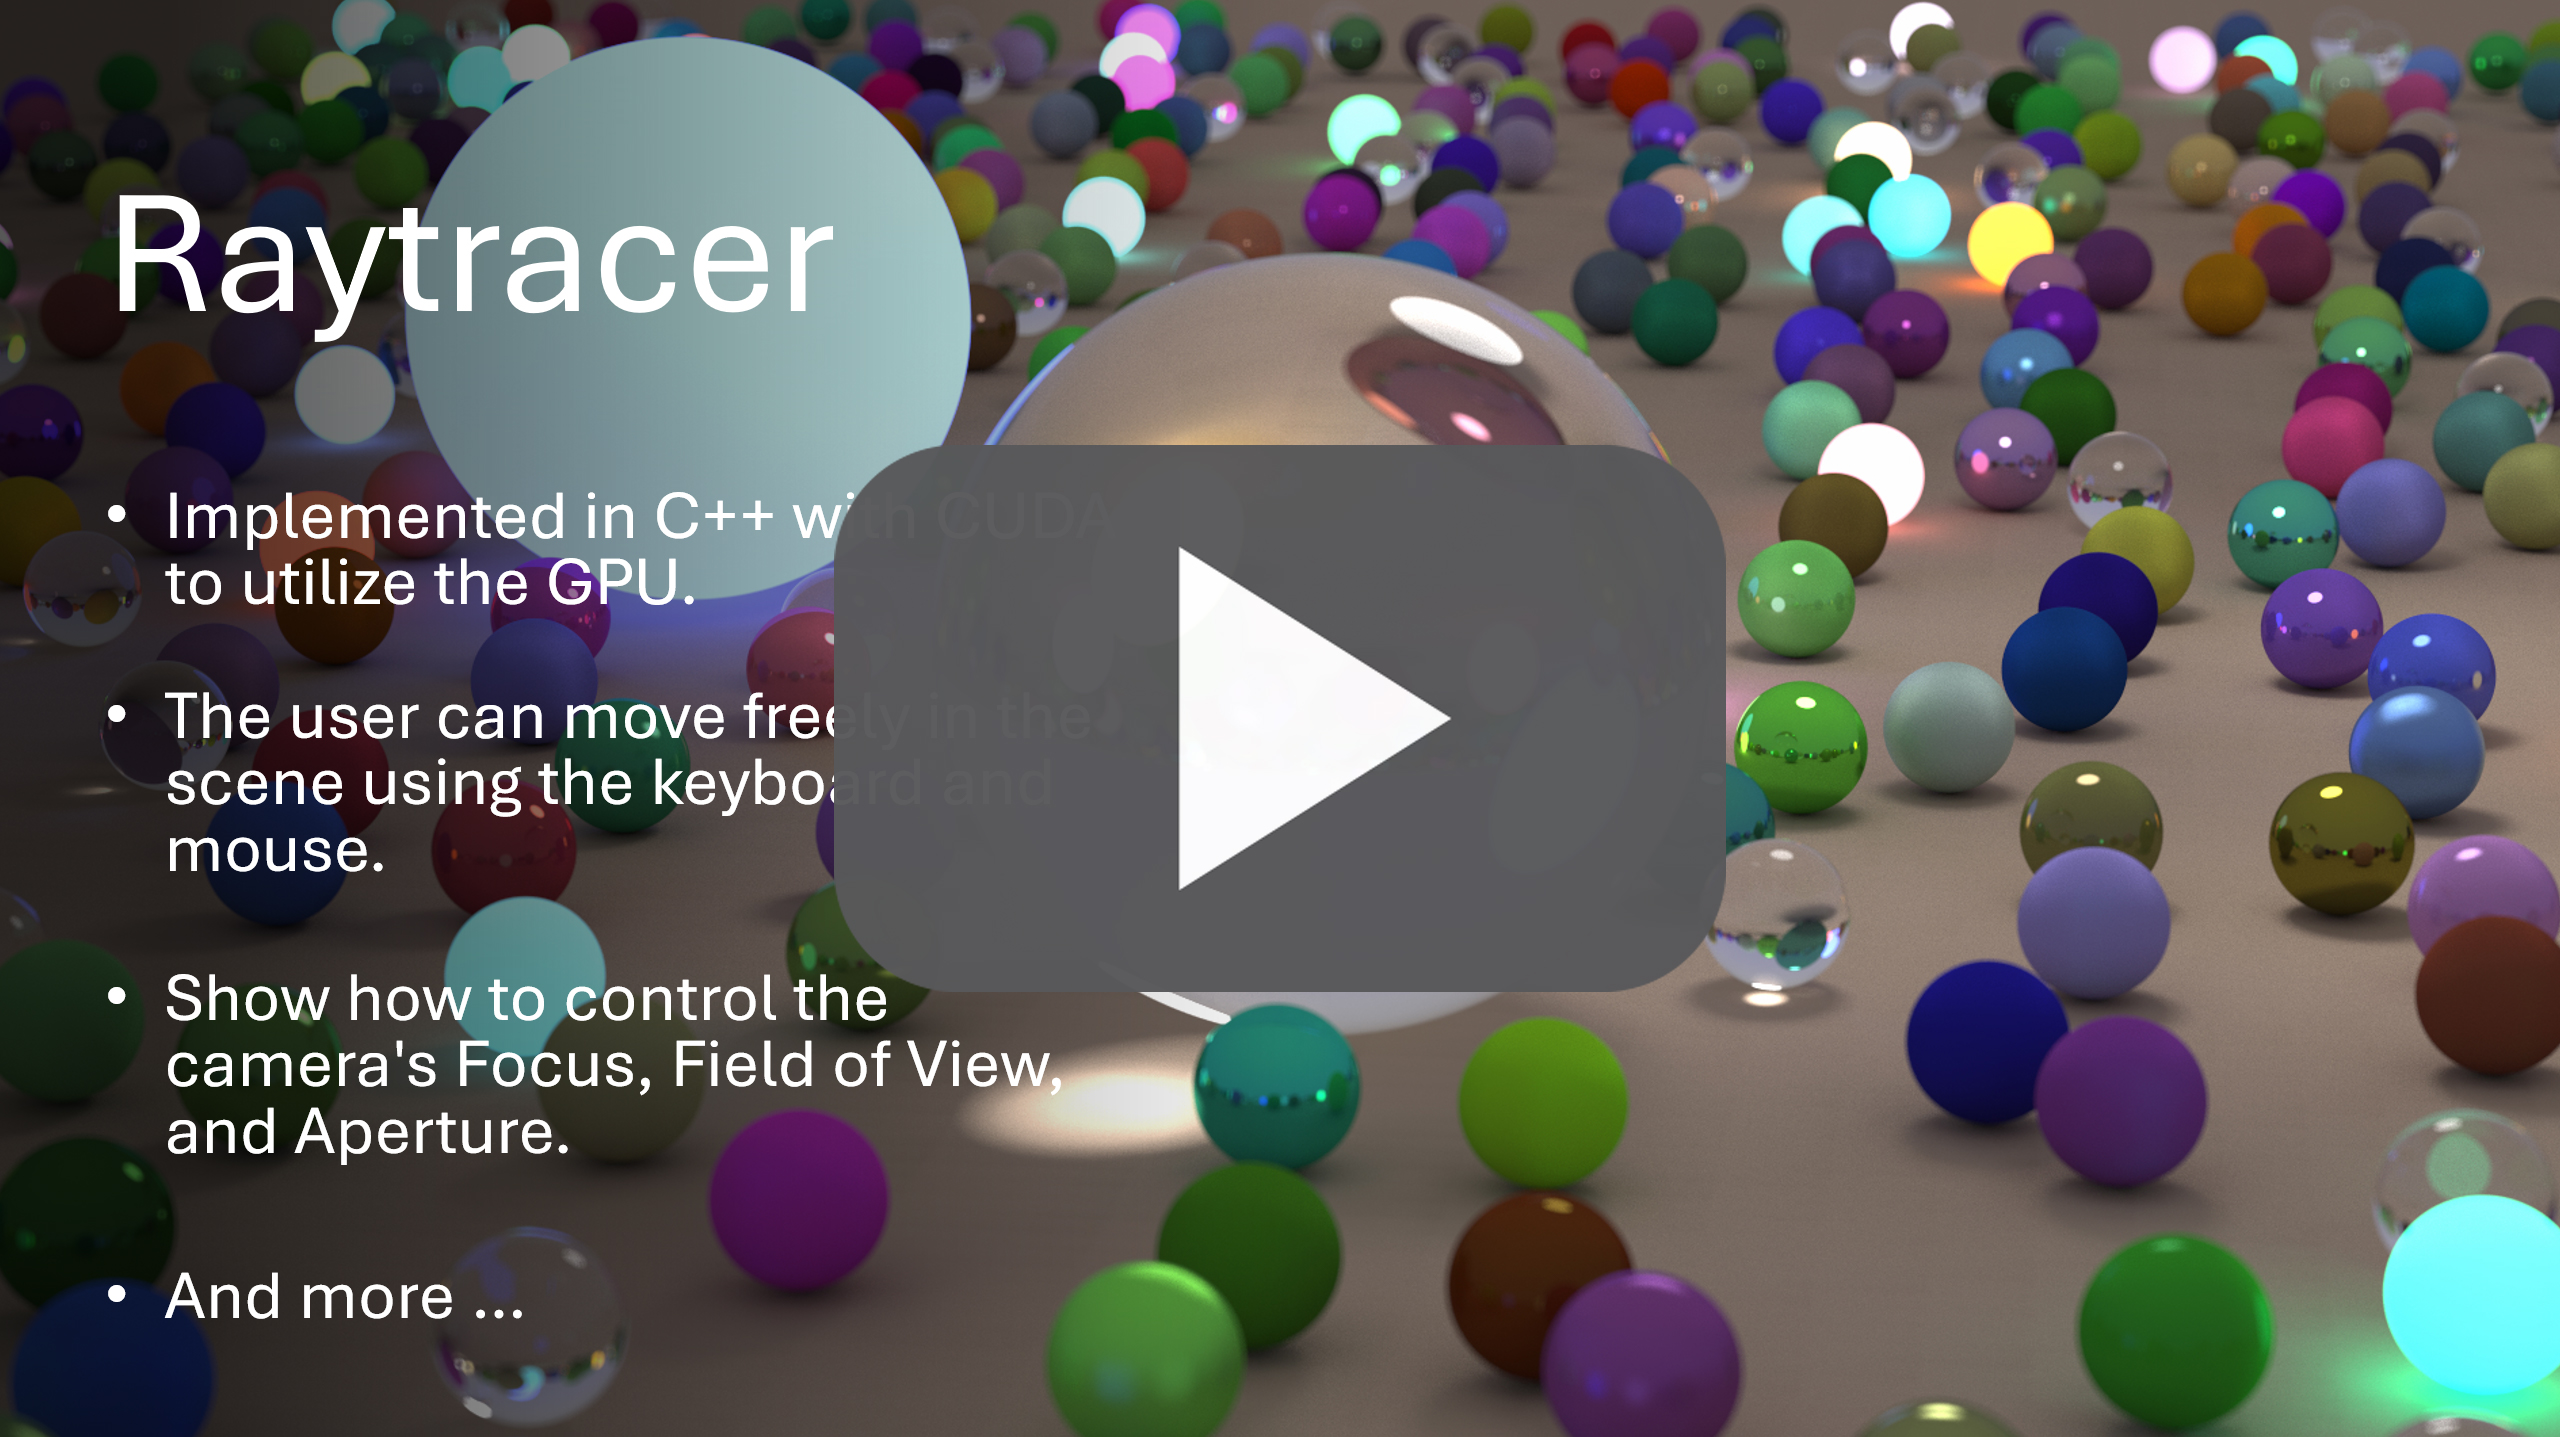 Raytracer
• Implemented in C++ with CUDA
to utilize the GPU.
• The user can move freely in the
scene using the keyboard and
mouse.
• Show how to control the
camera's Focus, Field of View,
and Aperture.
• And more ...